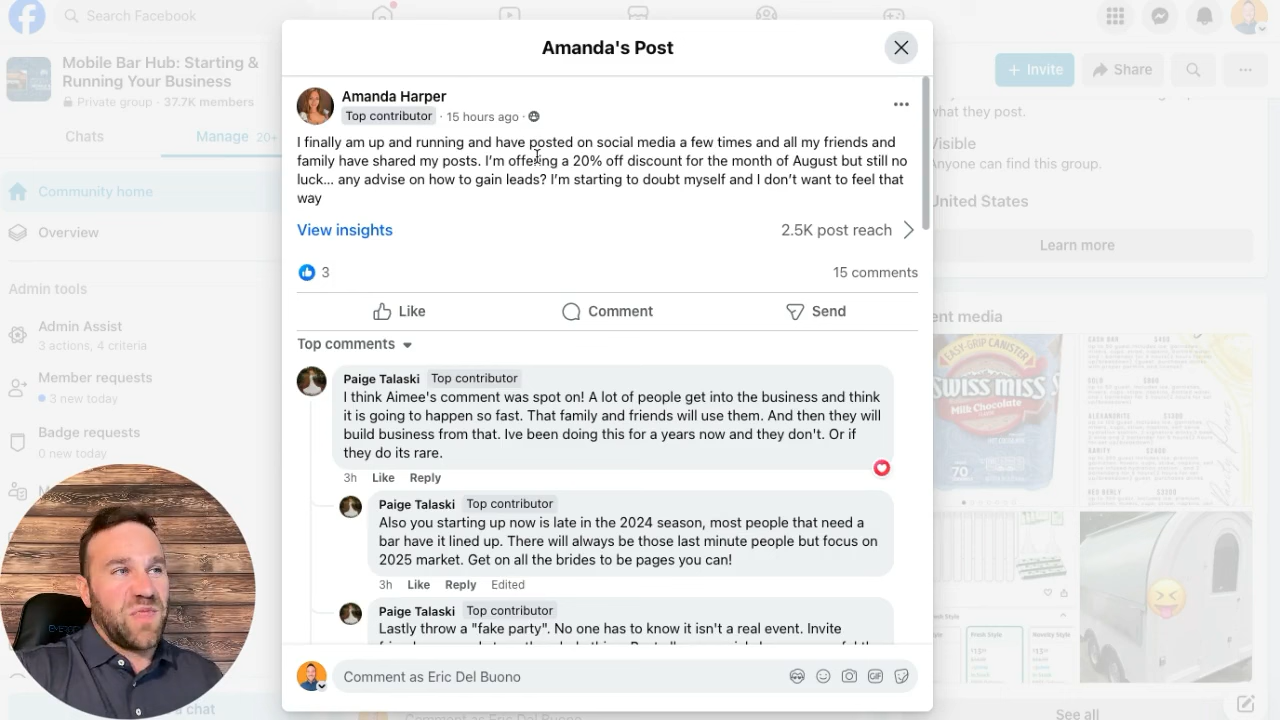 Search Facebook
Mobile Bar Hub: Starting &
Running Your Business
Private group · 37.7K members
Chats
Manage 20+
Community home
Overview
Admin tools
Admin Assist
3 actions, 4 criteria
Member requests
3 new today
Badge requests
0 new today
a chat
Amanda's Post
Amanda Harper
Top contributor · 15 hours ago ·
I finally am up and running and have posted on social media a few times and all my friends and
family have shared my posts. I'm offering a 20% off discount for the month of August but still no
luck... any advise on how to gain leads? I'm starting to doubt myself and I don't want to feel that
way
View insights
2.5K post reach
3
15 comments
Like
Comment
Send
Top comments
Paige Talaski Top contributor
I think Aimee's comment was spot on! A lot of people get into the business and think
it is going to happen so fast. That family and friends will use them. And then they will
build business from that. Ive been doing this for a years now and they don't. Or if
they do its rare.
3h Like Reply
Paige Talaski Top contributor
Also you starting up now is late in the 2024 season, most people that need a
bar have it lined up. There will always be those last minute people but focus on
2025 market. Get on all the brides to be pages you can!
3h Like Reply Edited
Paige Talaski Top contributor
Lastly throw a "fake party". No one has to know it isn't a real event. Invite
Comment as Eric Del Buono
Invite
Share
what they post.
Visible
Anyone can find this group.
United States
Learn more
ent media
EASY-GRIP CANISTER
SWISS MISS
Milk Chocolate
70
See all